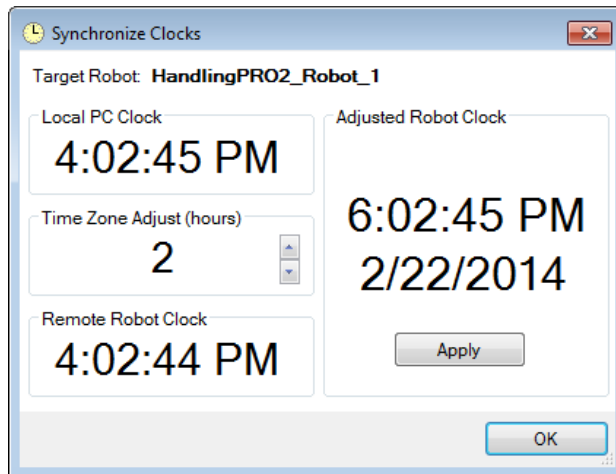 Synchronize Clocks
Target Robot: HandlingPRO2_Robot_1
Local PC Clock
4:02:45 PM
Time Zone Adjust (hours)
2
Remote Robot Clock
4:02:44 PM
Adjusted Robot Clock
6:02:45 PM
2/22/2014
Apply
OK